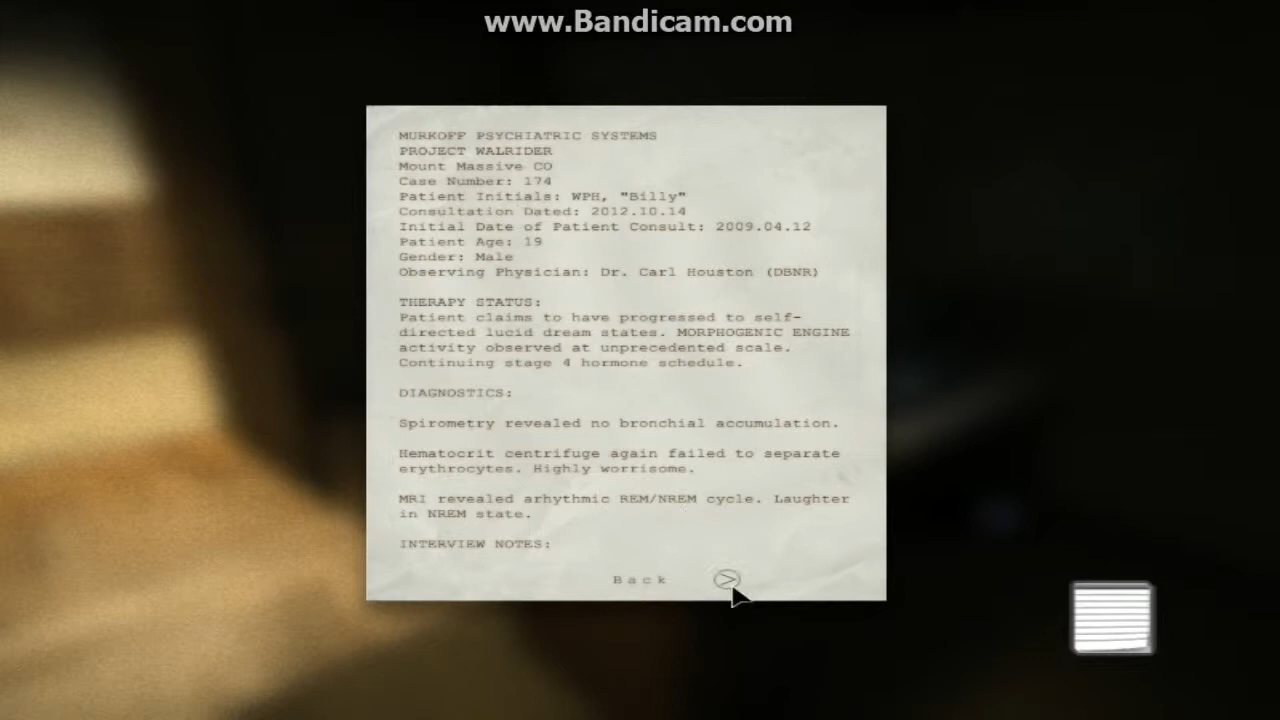 www.Bandicam.com
MURKOFF PSYCHIATRIC SYSTEMS
PROJECT WALRIDER
Mount Massive CO
Case Number: 174
Patient Initials: WPH, "Billy"
Consultation Dated: 2012.10.14
Initial Date of Patient Consult: 2009.04.12
Patient Age: 19
Gender: Male
Observing Physician: Dr. Carl Houston (DBNR)
THERAPY STATUS:
Patient claims to have progressed to self-
directed lucid dream states. MORPHOGENIC ENGINE
activity observed at unprecedented scale.
Continuing stage 4 hormone schedule.
DIAGNOSTICS:
Spirometry revealed no bronchial accumulation.
Hematocrit centrifuge again failed to separate
erythrocytes. Highly worrisome.
MRI revealed arhythmic REM/NREM cycle. Laughter
in NREM state.
INTERVIEW NOTES:
Back >